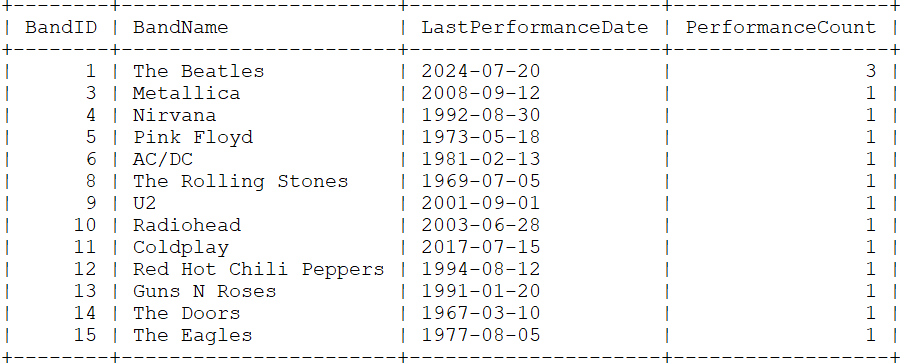 +--------+-----------------------+---------------------+------------------+
| BandID | BandName              | LastPerformanceDate | PerformanceCount |
+--------+-----------------------+---------------------+------------------+
|      1 | The Beatles           | 2024-07-20          |                3 |
|      3 | Metallica             | 2008-09-12          |                1 |
|      4 | Nirvana               | 1992-08-30          |                1 |
|      5 | Pink Floyd            | 1973-05-18          |                1 |
|      6 | AC/DC                 | 1981-02-13          |                1 |
|      8 | The Rolling Stones    | 1969-07-05          |                1 |
|      9 | U2                    | 2001-09-01          |                1 |
|     10 | Radiohead             | 2003-06-28          |                1 |
|     11 | Coldplay              | 2017-07-15          |                1 |
|     12 | Red Hot Chili Peppers | 1994-08-12          |                1 |
|     13 | Guns N Roses          | 1991-01-20          |                1 |
|     14 | The Doors             | 1967-03-10          |                1 |
|     15 | The Eagles            | 1977-08-05          |                1 |
+--------+-----------------------+---------------------+------------------+